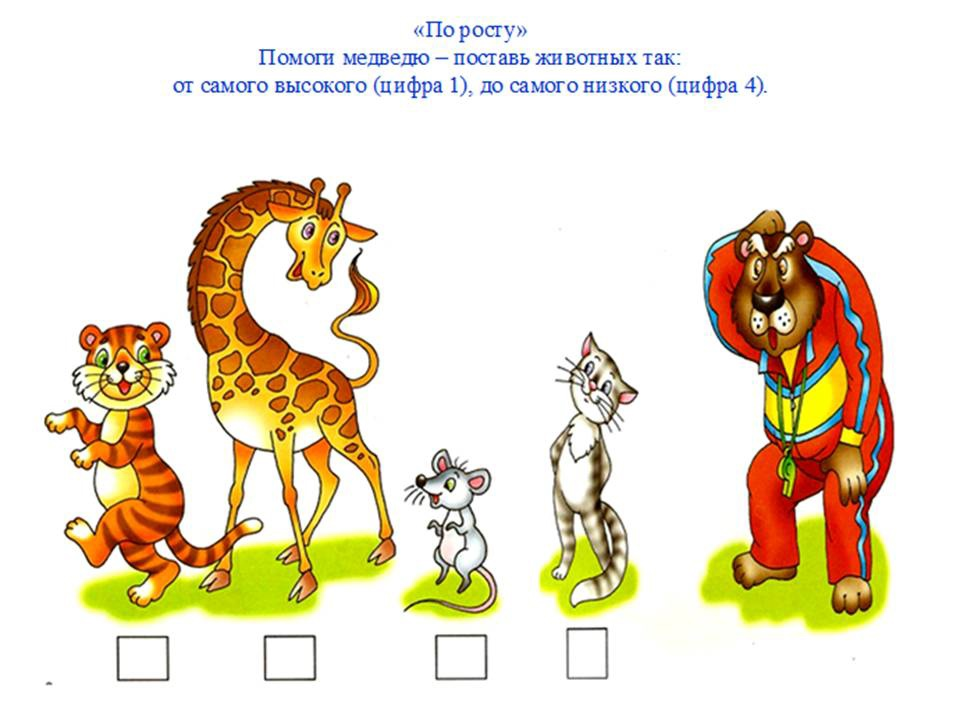 «По росту»
Помоги медведю – поставь животных так:
от самого высокого (цифра 1), до самого низкого (цифра 4).